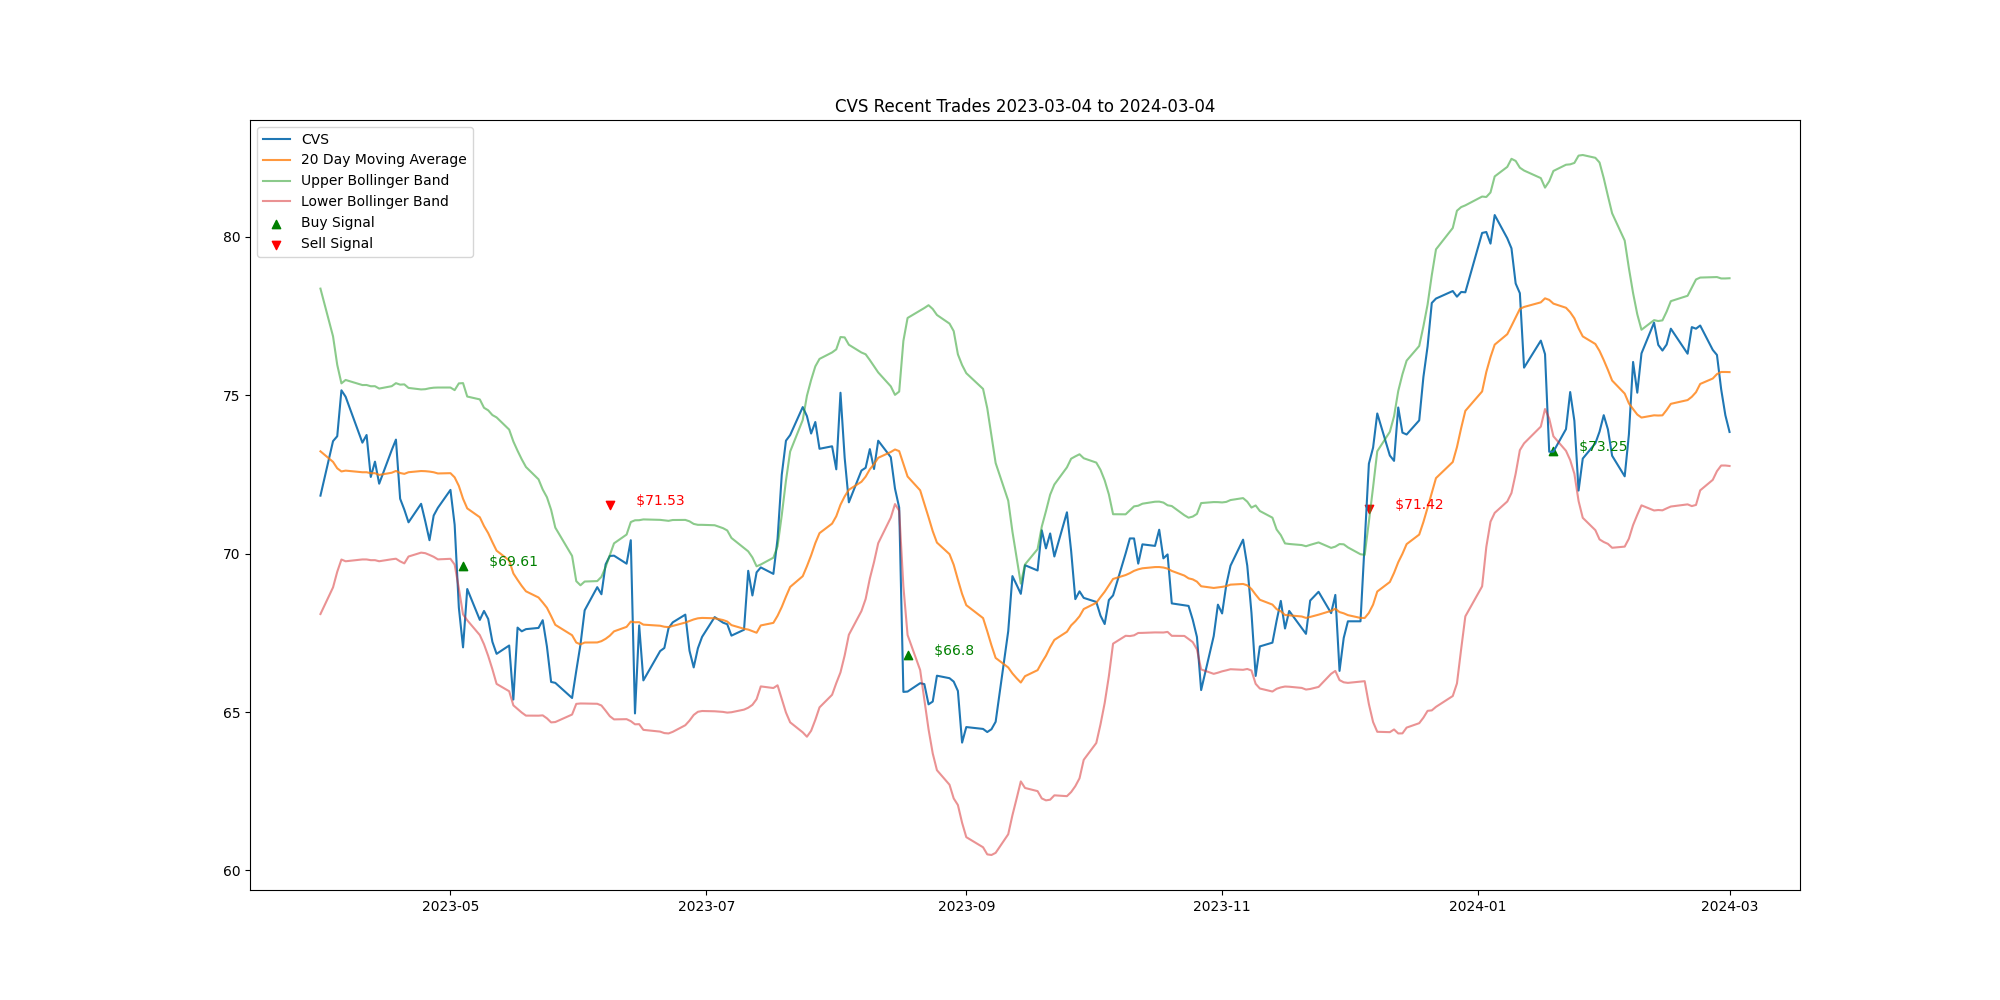 CVS Recent Trades 2023-03-04 to 2024-03-04
CVS
20 Day Moving Average
Upper Bollinger Band
Lower Bollinger Band
Buy Signal
Sell Signal
80
75
70
65
60
$69.61
$71.53
$66.8
$71.42
$73.25
2023-05
2023-07
2023-09
2023-11
2024-01
2024-03